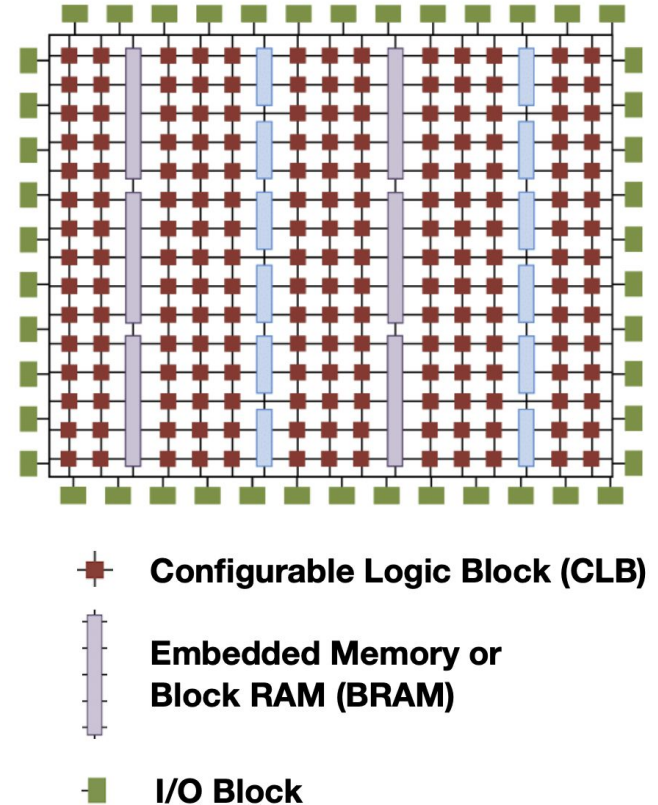 Configurable Logic Block (CLB)
Embedded Memory or
Block RAM (BRAM)
I/O Block